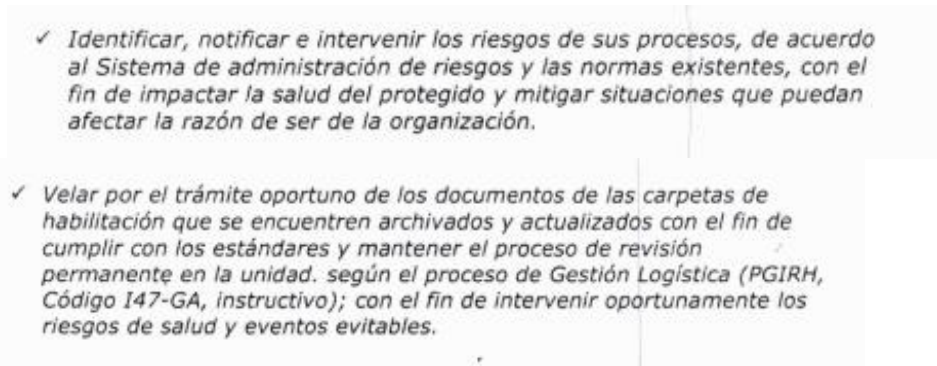 ✓ Identificar, notificar e intervenir los riesgos de sus procesos, de acuerdo
al Sistema de administración de riesgos y las normas existentes, con el
fin de impactar la salud del protegido y mitigar situaciones que puedan
afectar la razón de ser de la organización.
✓ Velar por el trámite oportuno de los documentos de las carpetas de
habilitación que se encuentren archivados y actualizados con el fin de
cumplir con los estándares y mantener el proceso de revisión
permanente en la unidad. según el proceso de Gestión Logística (PGIRH,
Código I47-GA, instructivo); con el fin de intervenir oportunamente los
riesgos de salud y eventos evitables.